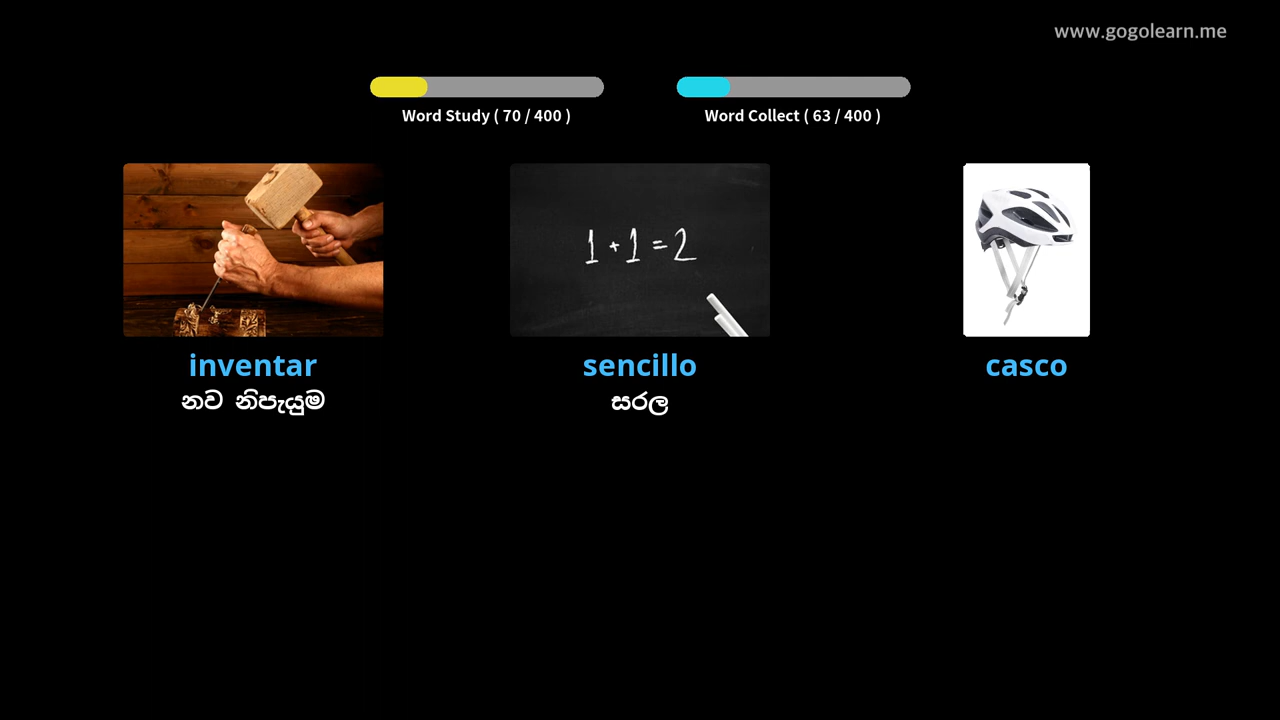 www.gogolearn.me
Word Study ( 70 / 400 )
Word Collect ( 63 / 400 )
1 + 1 = 2
inventar
නව නිපැයුම
sencillo
සරල
casco